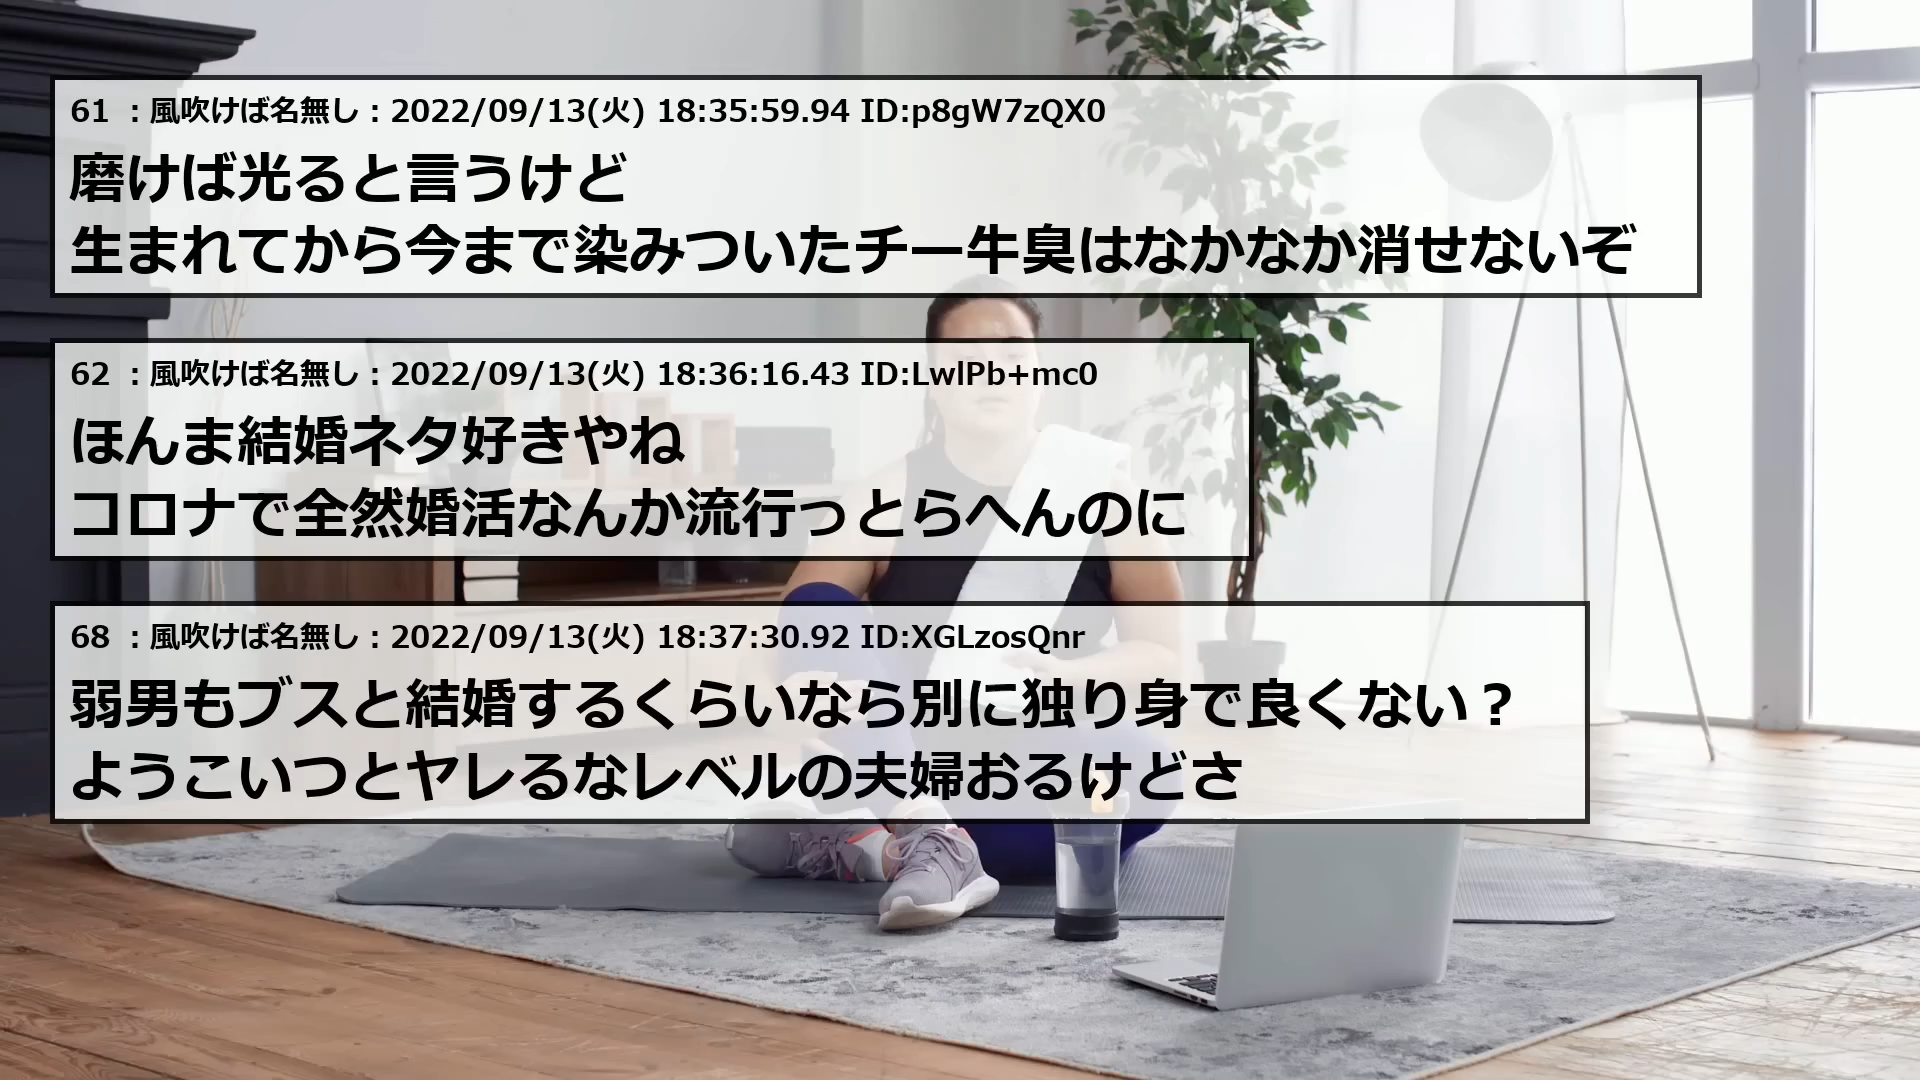 61 ：風吹けば名無し：2022/09/13(火) 18:35:59.94 ID:p8gW7zQX0
磨けば光ると言うけど
生まれてから今まで染みついたチー牛臭はなかなか消せないぞ
62 ：風吹けば名無し：2022/09/13(火) 18:36:16.43 ID:LwlPb+mc0
ほんま結婚ネタ好きやね
コロナで全然婚活なんか流行っとらへんのに
68 ：風吹けば名無し：2022/09/13(火) 18:37:30.92 ID:XGLzosQnr
弱男もブスと結婚するくらいなら別に独り身で良くない？
ようこいつとヤレるなレベルの夫婦おるけどさ